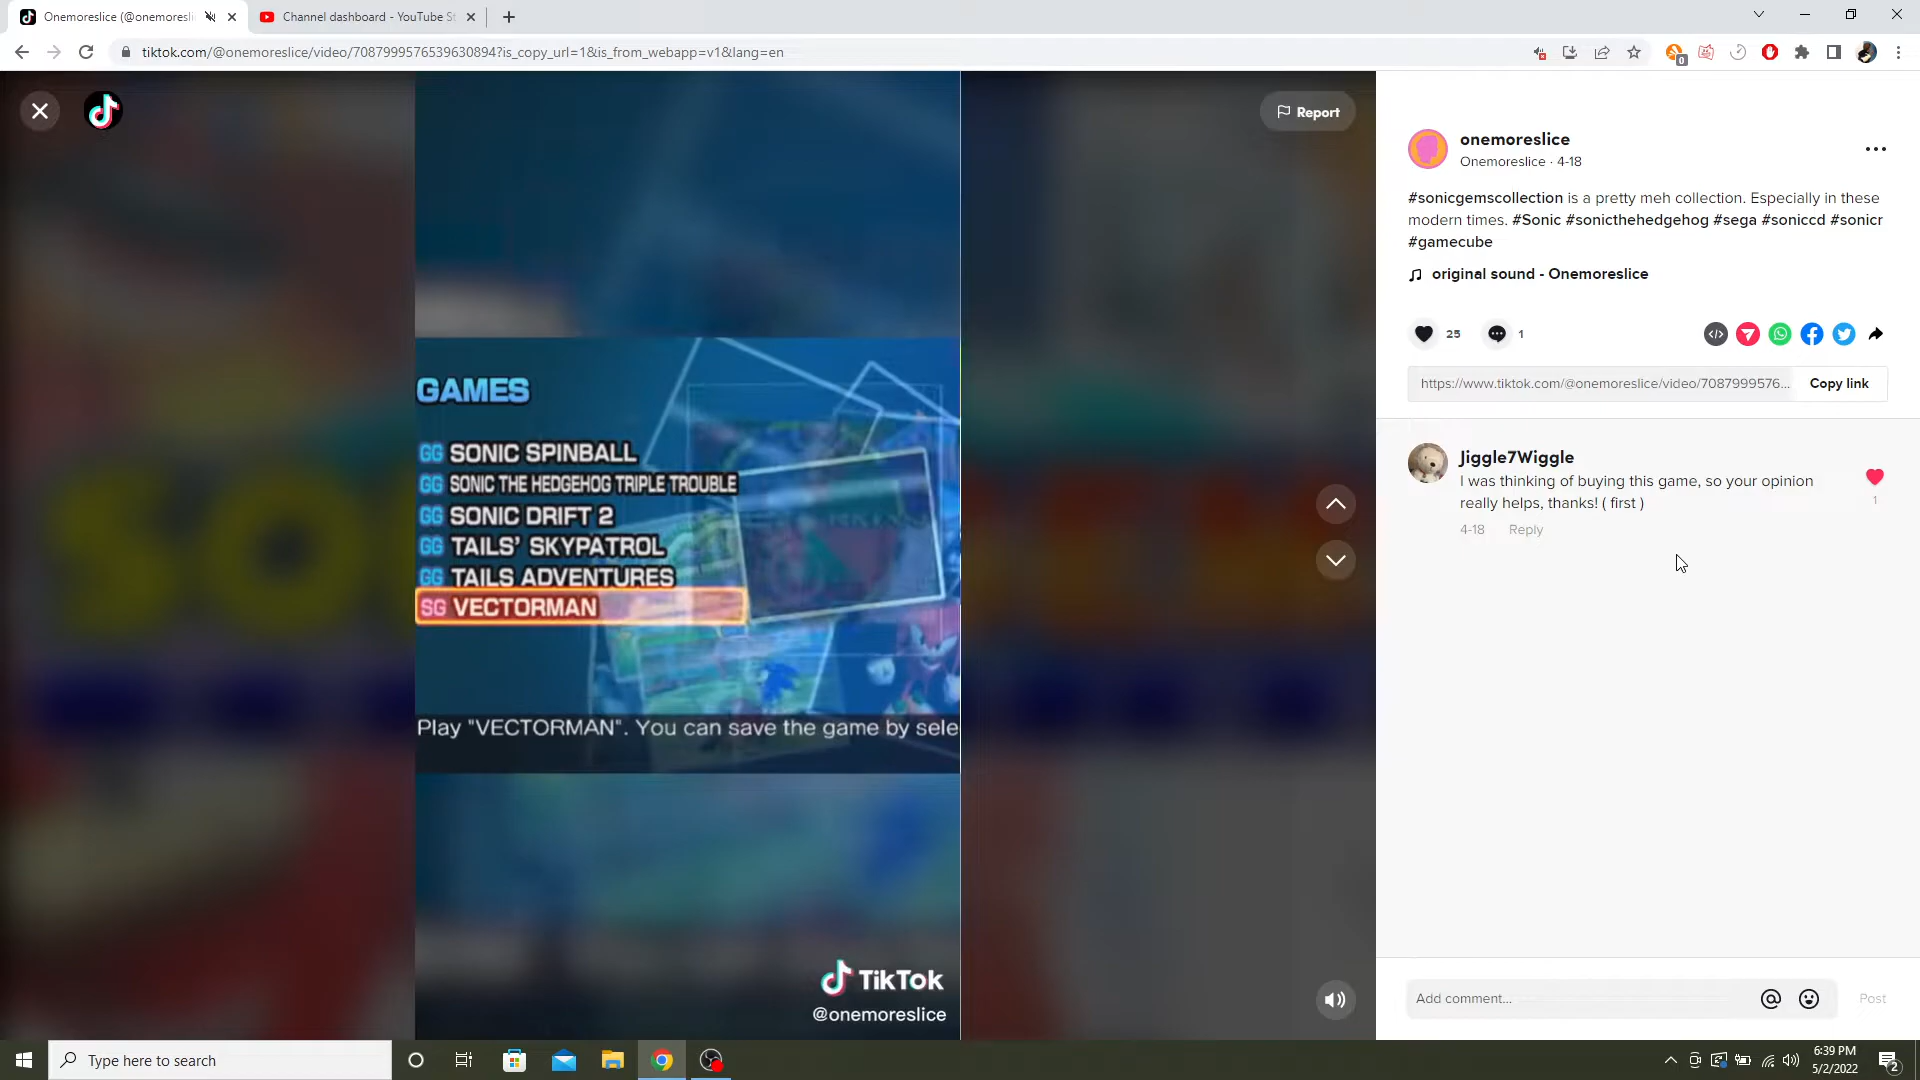 Onemoreslice (@onemoresli
Channel dashboard - YouTube St
tiktok.com/@onemoreslice/video/7087999576539630894?is_copy_url=1&is_from_webapp=v1&lang=en
0
Report
onemoreslice
Onemoreslice · 4-18
#sonicgemscollection is a pretty meh collection. Especially in these
modern times. #Sonic #sonicthehedgehog #sega #soniccd #sonicr
#gamecube
original sound - Onemoreslice
25
1
https://www.tiktok.com/@onemoreslice/video/7087999576...
Copy link
GAMES
GG SONIC SPINBALL
GG SONIC THE HEDGEHOG TRIPLE TROUBLE
GG SONIC DRIFT 2
GG TAILS' SKYPATROL
GG TAILS ADVENTURES
SG VECTORMAN
Play "VECTORMAN". You can save the game by sele
TikTok
@onemoreslice
Jiggle7Wiggle
I was thinking of buying this game, so your opinion
really helps, thanks! ( first )
1
4-18 Reply
Add comment...
Post
Type here to search
6:39 PM
5/2/2022
2